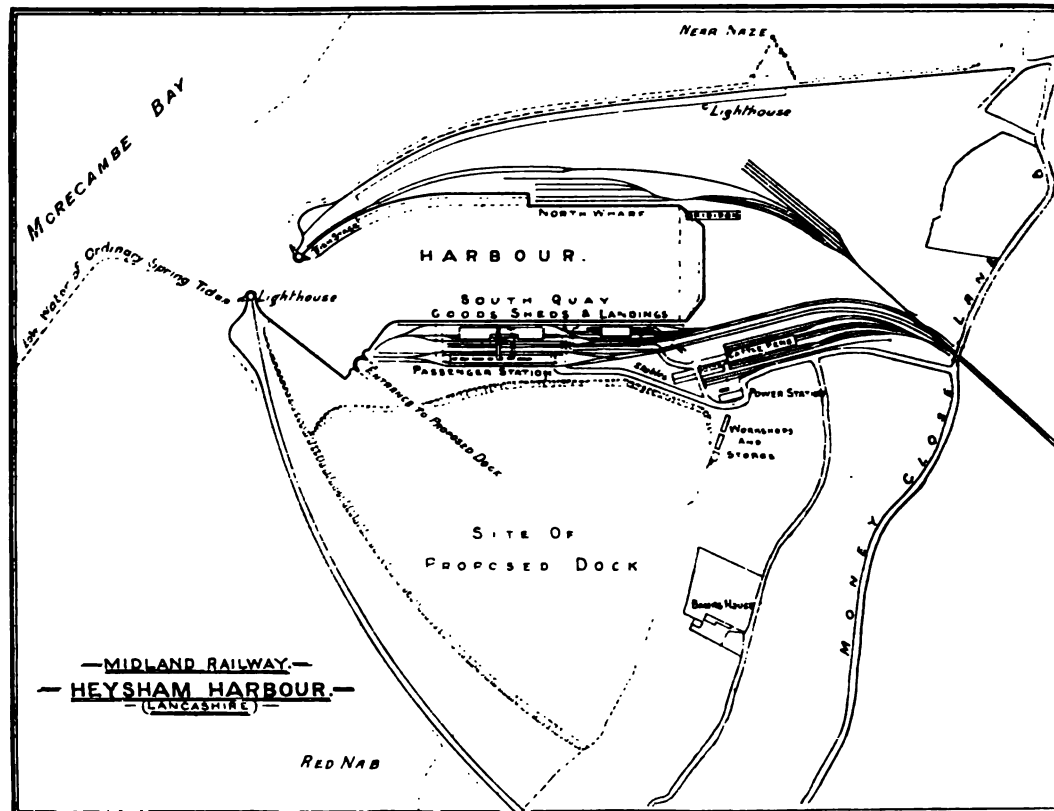 NEAR NAZE
MORECAMBE BAY
Lighthouse
NORTH WHARF
HARBOUR.
Low Water of Ordinary Spring Tides
Lighthouse
SOUTH QUAY
GOODS SHEDS & LANDINGS
CATTLE PENS
Stables
PASSENGER STATION
POWER STATION
ENTRANCE TO PROPOSED DOCK
WORKSHOPS
AND
STORES
SITE OF
PROPOSED DOCK
MONEY CLOSE LANE
—MIDLAND RAILWAY.—
— HEYSHAM HARBOUR.—
—(LANCASHIRE)—
RED NAB